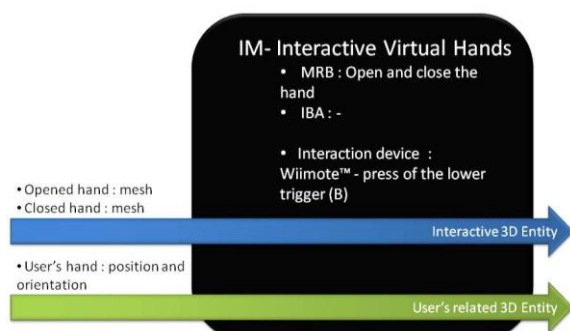 IM- Interactive Virtual Hands
• MRB : Open and close the
hand
• IBA : -
• Interaction device :
Wiimote™ - press of the lower
trigger (B)
• Opened hand : mesh
• Closed hand : mesh
Interactive 3D Entity
• User's hand : position and
orientation
User's related 3D Entity